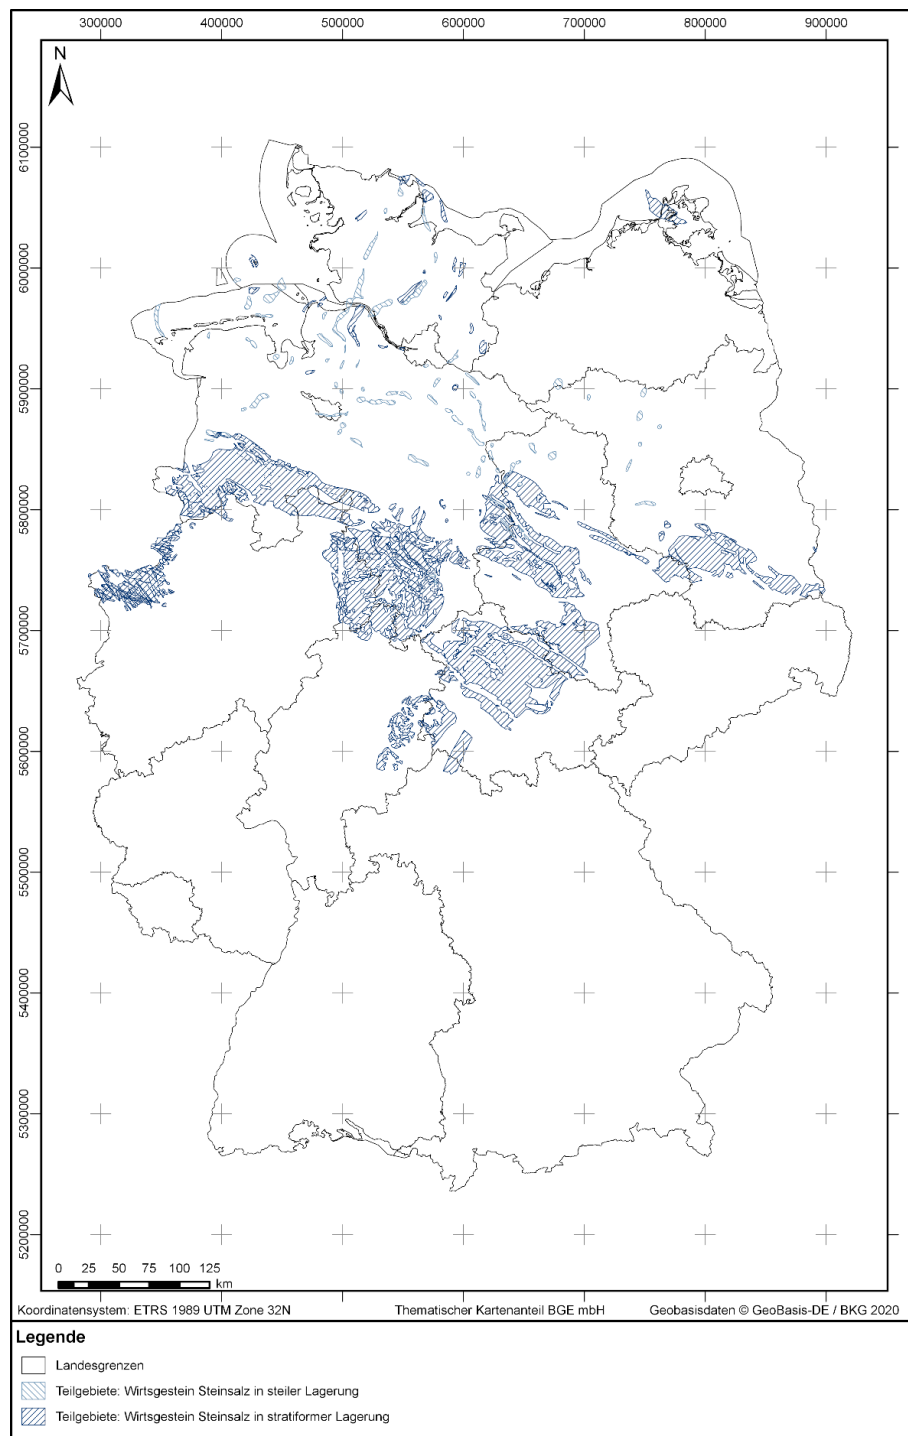 300000 400000 500000 600000 700000 800000 900000
N
6100000
6000000
5900000
5800000
5700000
5600000
5500000
5400000
5300000
5200000
0 25 50 75 100 125
km
Koordinatensystem: ETRS 1989 UTM Zone 32N Thematischer Kartenanteil BGE mbH Geobasisdaten © GeoBasis-DE / BKG 2020
Legende
Landesgrenzen
Teilgebiete: Wirtsgestein Steinsalz in steiler Lagerung
Teilgebiete: Wirtsgestein Steinsalz in stratiformer Lagerung